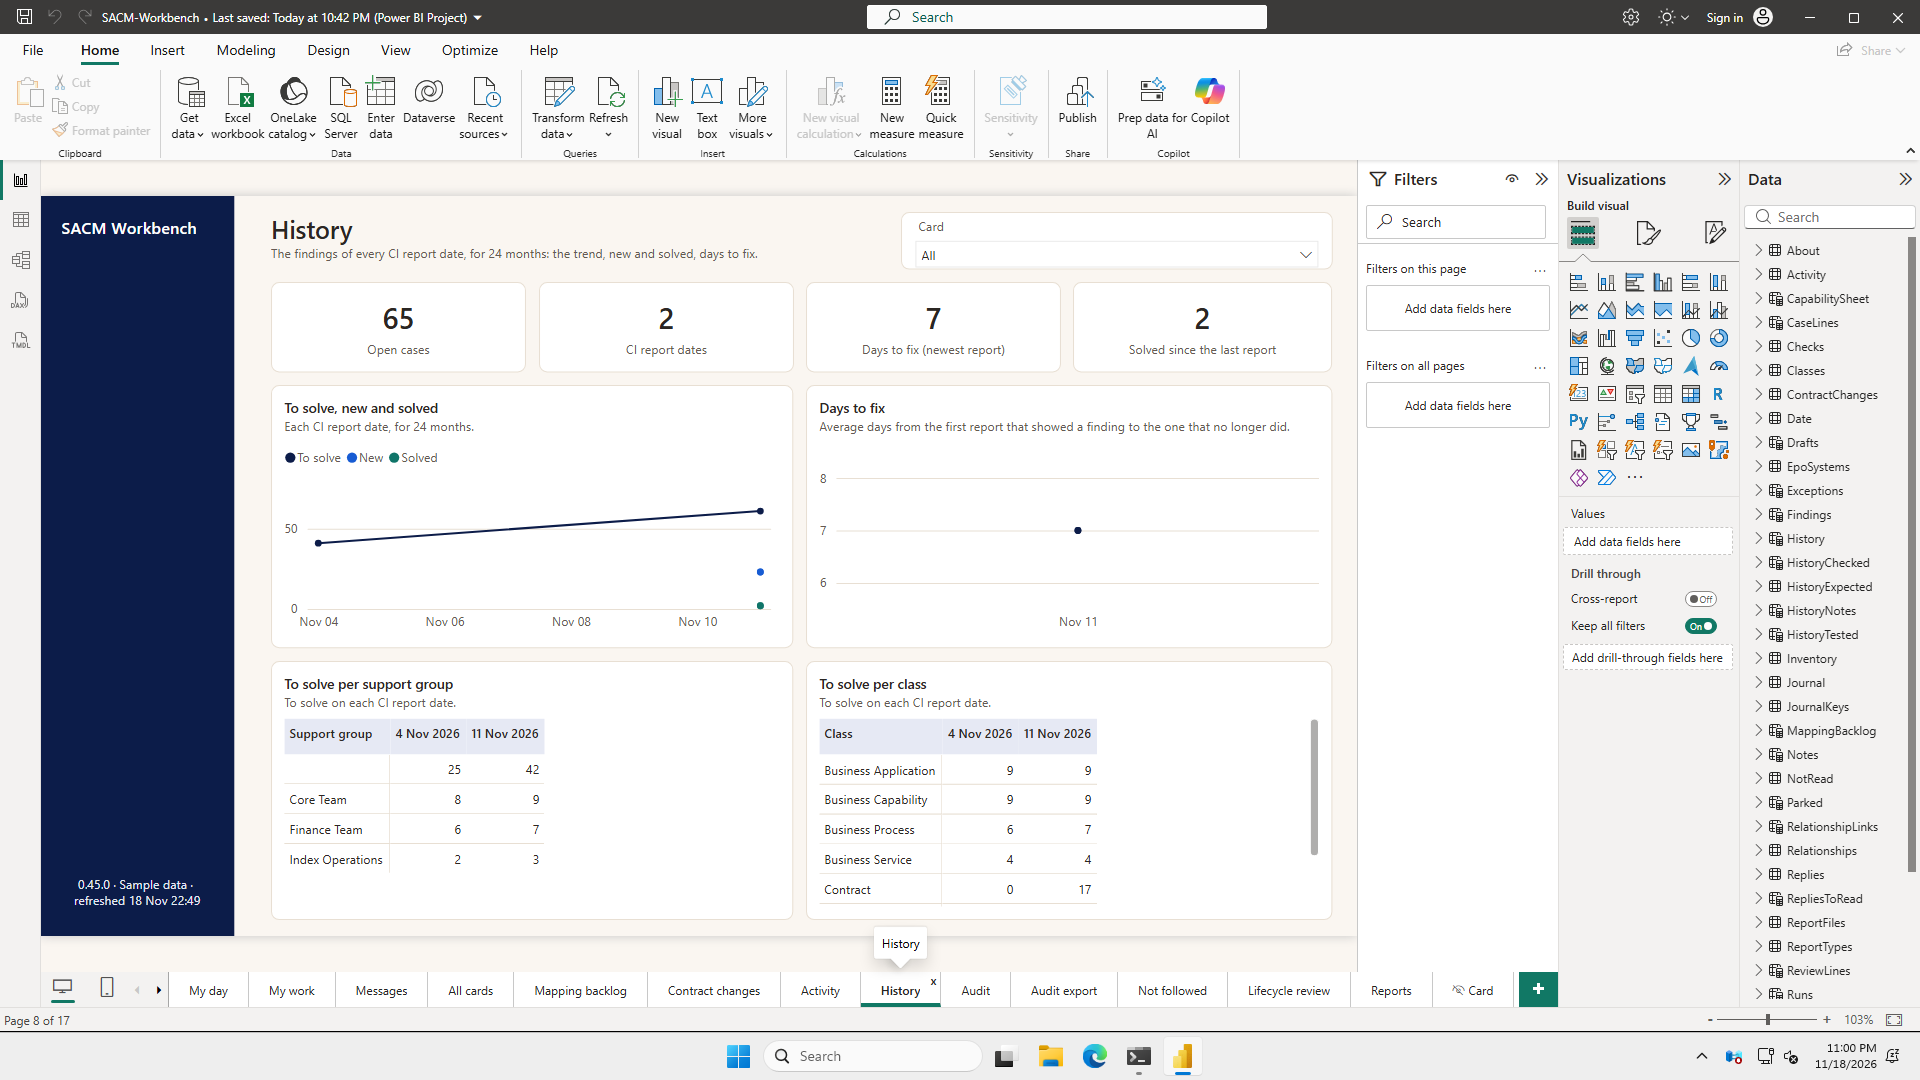 SACM-Workbench • Last saved: Today at 10:42 PM (Power BI Project)
Search
Sign in
File
Home
Insert
Modeling
Design
View
Optimize
Help
Share
Paste
Cut
Copy
Format painter
Clipboard
Get data
Excel workbook
OneLake catalog
SQL Server
Enter data
Dataverse
Recent sources
Data
Transform data
Refresh
Queries
New visual
Text box
More visuals
Insert
New visual calculation
New measure
Quick measure
Calculations
Sensitivity
Sensitivity
Publish
Share
Prep data for AI
Copilot
Copilot
SACM Workbench
0.45.0 · Sample data ·
refreshed 18 Nov 22:49
History
The findings of every CI report date, for 24 months: the trend, new and solved, days to fix.
Card
All
65
Open cases
2
CI report dates
7
Days to fix (newest report)
2
Solved since the last report
To solve, new and solved
Each CI report date, for 24 months.
To solve New Solved
50
0
Nov 04 Nov 06 Nov 08 Nov 10
Days to fix
Average days from the first report that showed a finding to the one that no longer did.
8
7
6
Nov 11
To solve per support group
To solve on each CI report date.
Support group 4 Nov 2026 11 Nov 2026
25 42
Core Team 8 9
Finance Team 6 7
Index Operations 2 3
To solve per class
To solve on each CI report date.
Class 4 Nov 2026 11 Nov 2026
Business Application 9 9
Business Capability 9 9
Business Process 6 7
Business Service 4 4
Contract 0 17
History
My day
My work
Messages
All cards
Mapping backlog
Contract changes
Activity
History x
Audit
Audit export
Not followed
Lifecycle review
Reports
Card
+
Page 8 of 17
- + 103%
Filters
Search
Filters on this page ...
Add data fields here
Filters on all pages ...
Add data fields here
Visualizations
Build visual
123
R
Py
...
Values
Add data fields here
Drill through
Cross-report Off
Keep all filters On
Add drill-through fields here
Data
Search
About
Activity
CapabilitySheet
CaseLines
Checks
Classes
ContractChanges
Date
Drafts
EpoSystems
Exceptions
Findings
History
HistoryChecked
HistoryExpected
HistoryNotes
HistoryTested
Inventory
Journal
JournalKeys
MappingBacklog
Notes
NotRead
Parked
RelationshipLinks
Relationships
Replies
RepliesToRead
ReportFiles
ReportTypes
ReviewLines
Runs
DAX
TMDL
Search
11:00 PM
11/18/2026